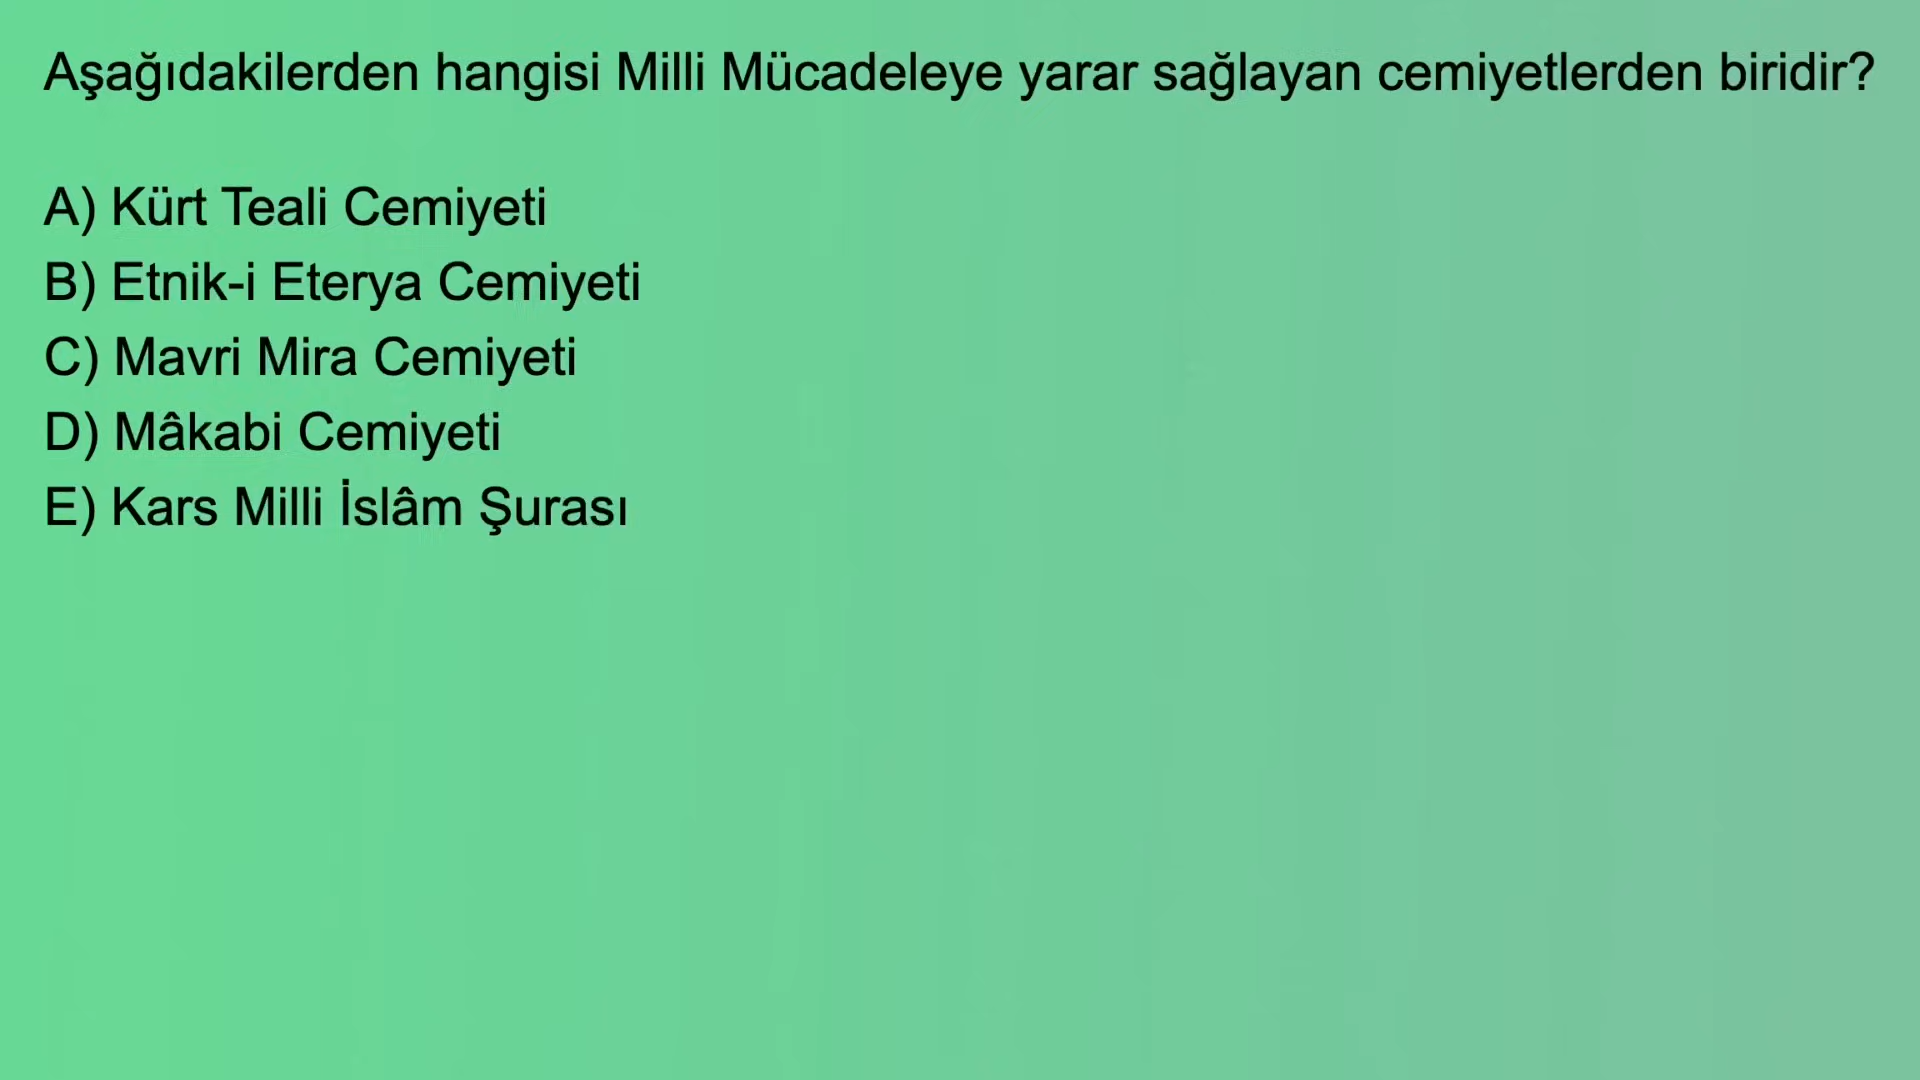 Aşağıdakilerden hangisi Milli Mücadeleye yarar sağlayan cemiyetlerden biridir?
A) Kürt Teali Cemiyeti
B) Etnik-i Eterya Cemiyeti
C) Mavri Mira Cemiyeti
D) Mâkabi Cemiyeti
E) Kars Milli İslâm Şurası